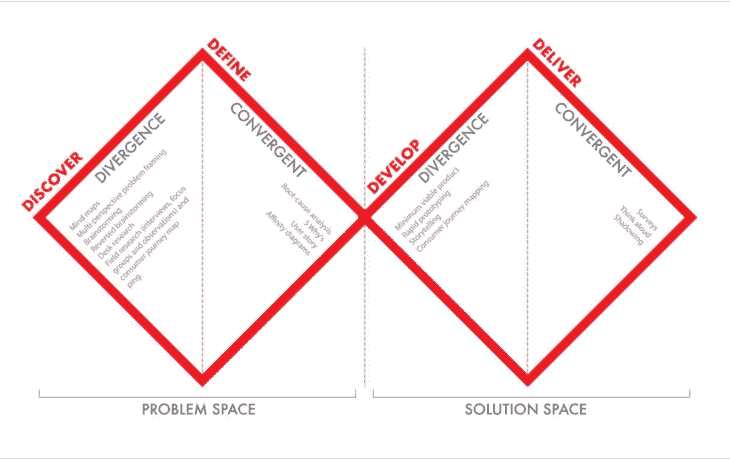 DISCOVER
DIVERGENCE
Mind maps
Multi-perspective problem framing
Brainstorming
Reversed brainstorming
Desk research
Field research (interviews, focus
groups and observations) and
consumer journey map
ping.
DEFINE
CONVERGENT
Root cause analysis
5 Why's
User story
Affinity diagrams
DEVELOP
DIVERGENCE
Minimum viable product
Rapid prototyping
Storytelling
Consumer journey mapping
DELIVER
CONVERGENT
Surveys
Think aloud
Shadowing
PROBLEM SPACE
SOLUTION SPACE